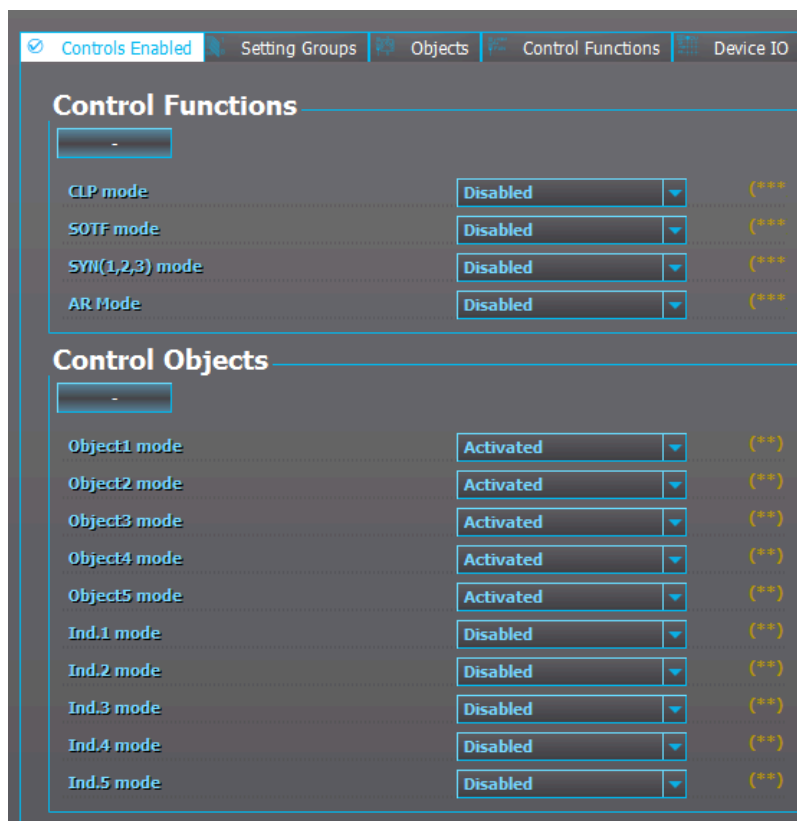 Controls Enabled Setting Groups Objects Control Functions Device IO
Control Functions
-
CLP mode Disabled (***
SOTF mode Disabled (***
SYN(1,2,3) mode Disabled (***
AR Mode Disabled (***
Control Objects
-
Object1 mode Activated (**)
Object2 mode Activated (**)
Object3 mode Activated (**)
Object4 mode Activated (**)
Object5 mode Activated (**)
Ind.1 mode Disabled (**)
Ind.2 mode Disabled (**)
Ind.3 mode Disabled (**)
Ind.4 mode Disabled (**)
Ind.5 mode Disabled (**)